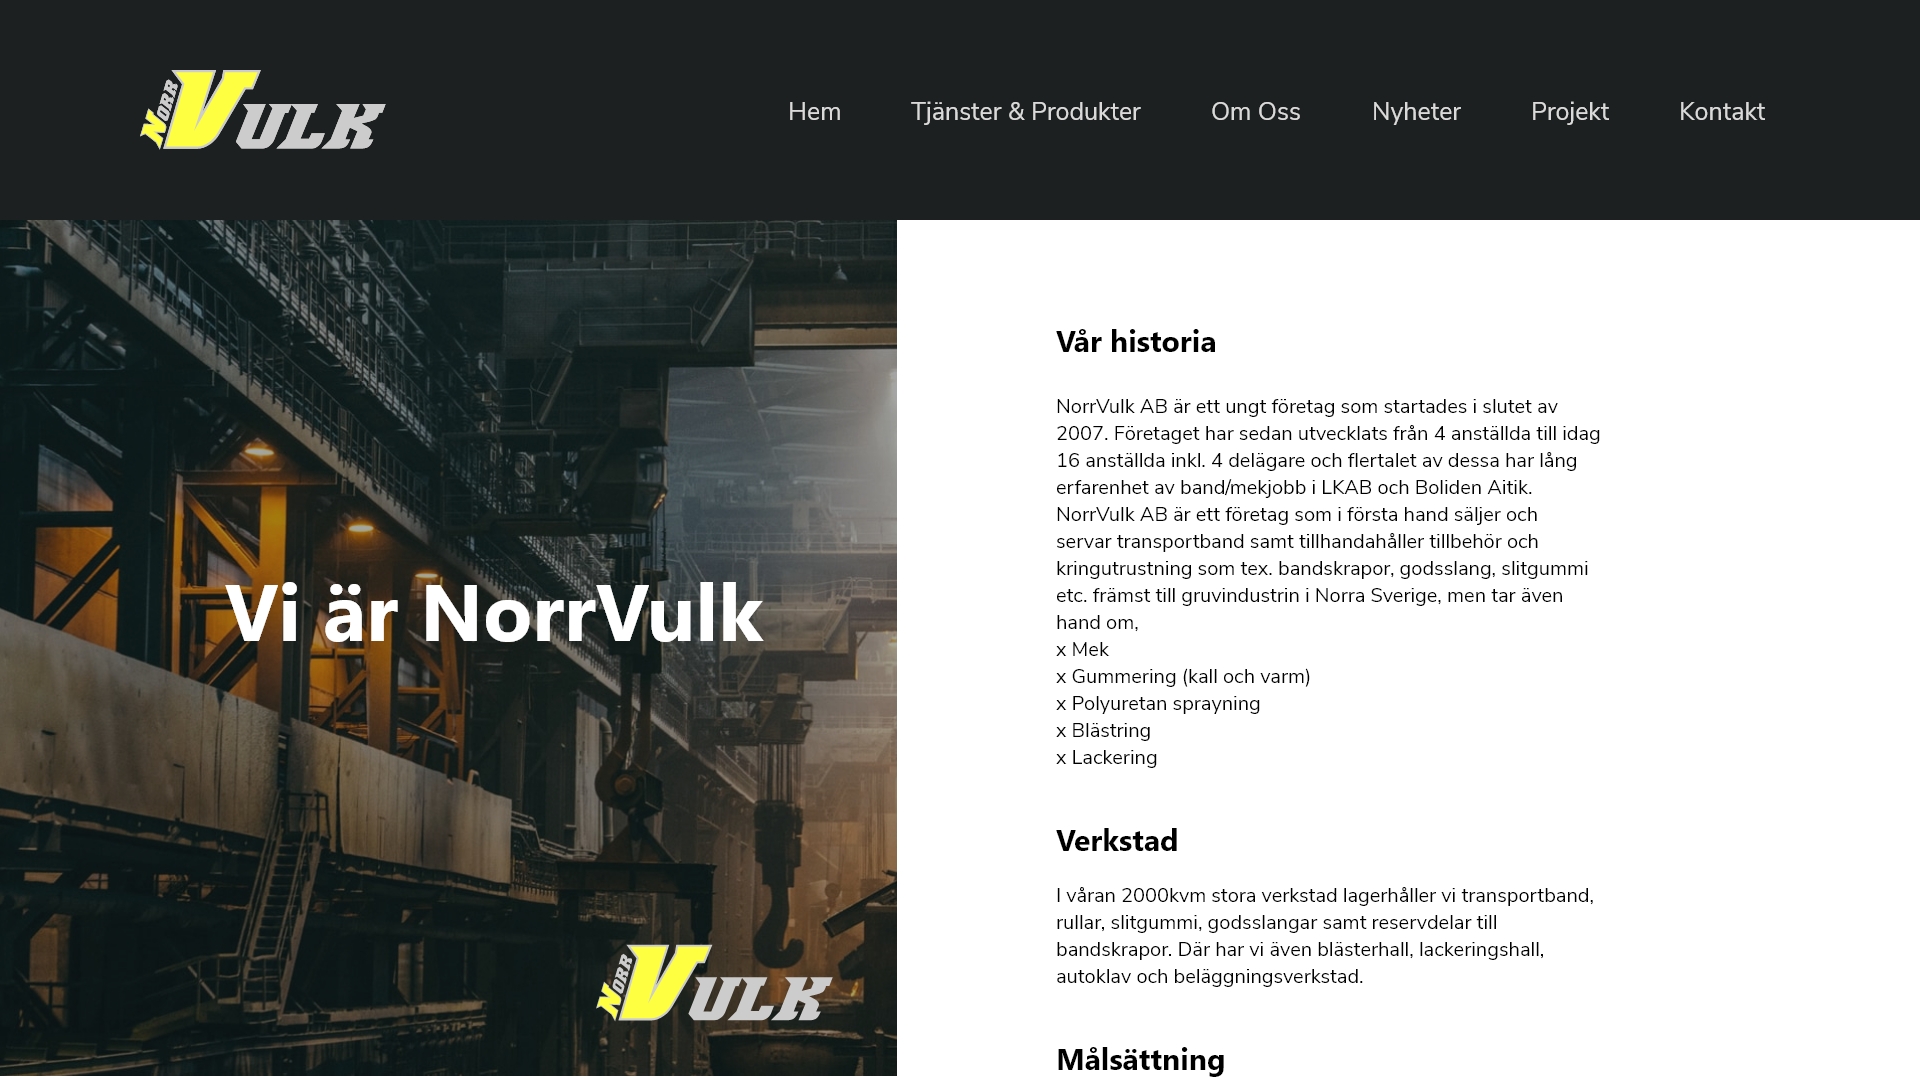 NORR VULK
Hem
Tjänster & Produkter
Om Oss
Nyheter
Projekt
Kontakt
Vi är NorrVulk
NORR VULK
Vår historia
NorrVulk AB är ett ungt företag som startades i slutet av
2007. Företaget har sedan utvecklats från 4 anställda till idag
16 anställda inkl. 4 delägare och flertalet av dessa har lång
erfarenhet av band/mekjobb i LKAB och Boliden Aitik.
NorrVulk AB är ett företag som i första hand säljer och
servar transportband samt tillhandahåller tillbehör och
kringutrustning som tex. bandskrapor, godsslang, slitgummi
etc. främst till gruvindustrin i Norra Sverige, men tar även
hand om,
x Mek
x Gummering (kall och varm)
x Polyuretan sprayning
x Blästring
x Lackering
Verkstad
I våran 2000kvm stora verkstad lagerhåller vi transportband,
rullar, slitgummi, godsslangar samt reservdelar till
bandskrapor. Där har vi även blästerhall, lackeringshall,
autoklav och beläggningsverkstad.
Målsättning